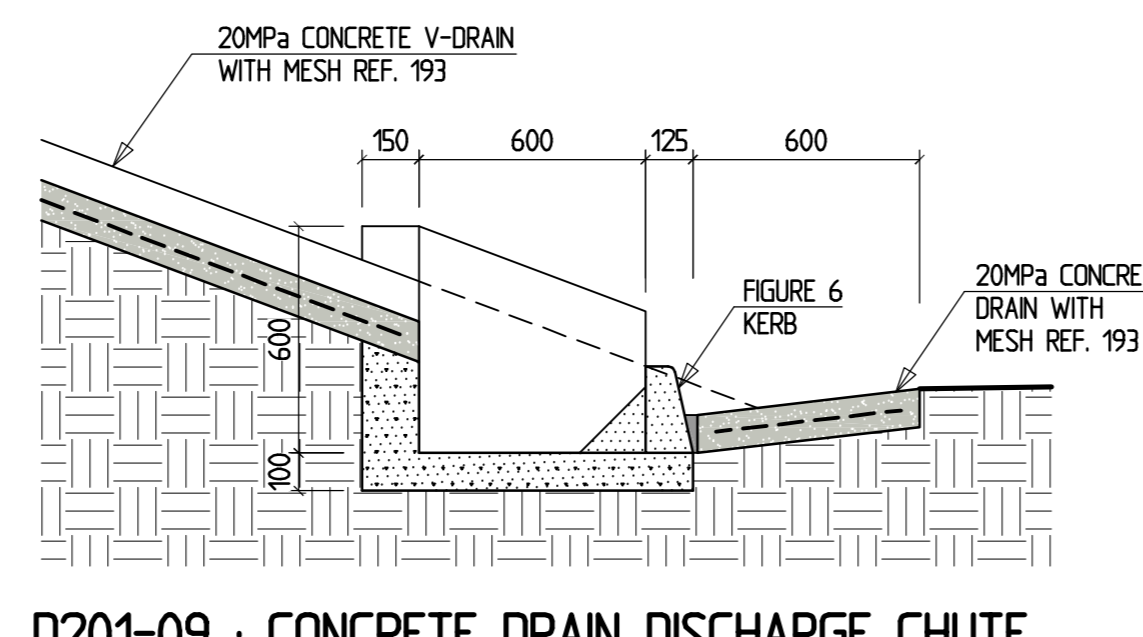 20MPa CONCRETE V-DRAIN
WITH MESH REF. 193
150
600
125
600
FIGURE 6
KERB
20MPa CONCRE
DRAIN WITH
MESH REF. 193
600
100
D201-09 : CONCRETE DRAIN DISCHARGE CHUTE